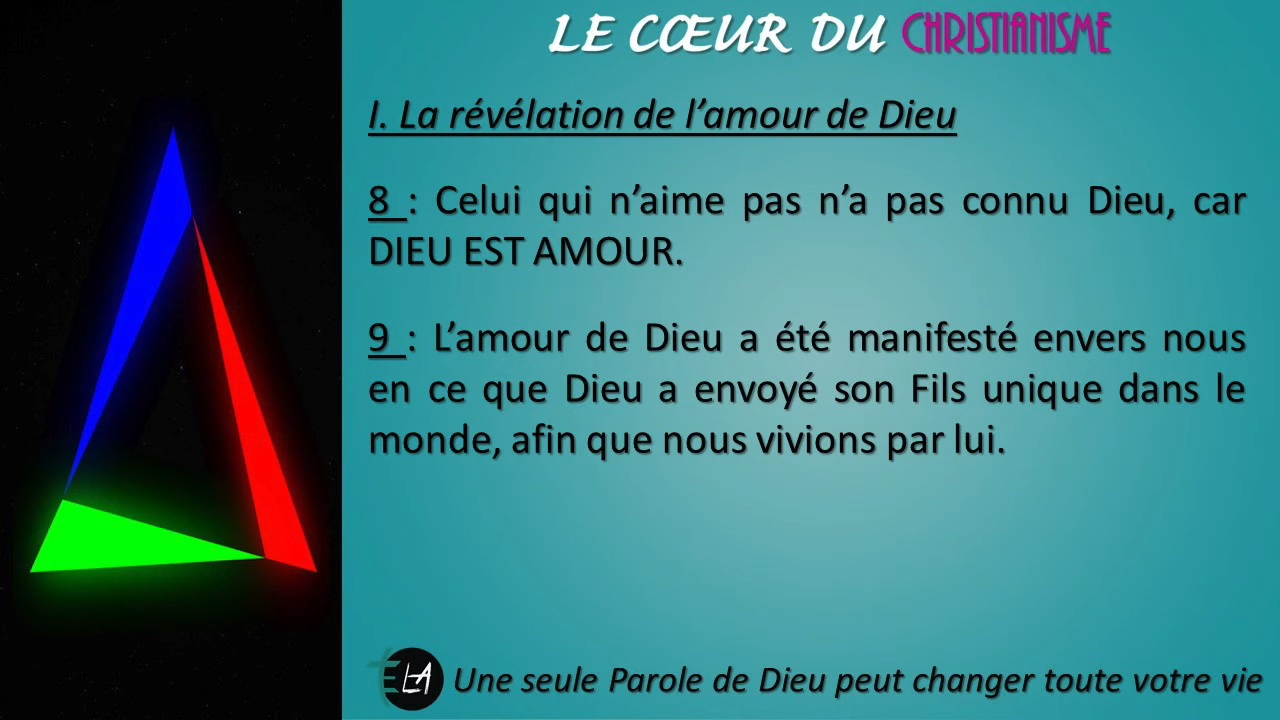 LE CŒUR DU CHRISTIANISME
I. La révélation de l’amour de Dieu
8 : Celui qui n’aime pas n’a pas connu Dieu, car
DIEU EST AMOUR.
9 : L’amour de Dieu a été manifesté envers nous
en ce que Dieu a envoyé son Fils unique dans le
monde, afin que nous vivions par lui.
ELA Une seule Parole de Dieu peut changer toute votre vie